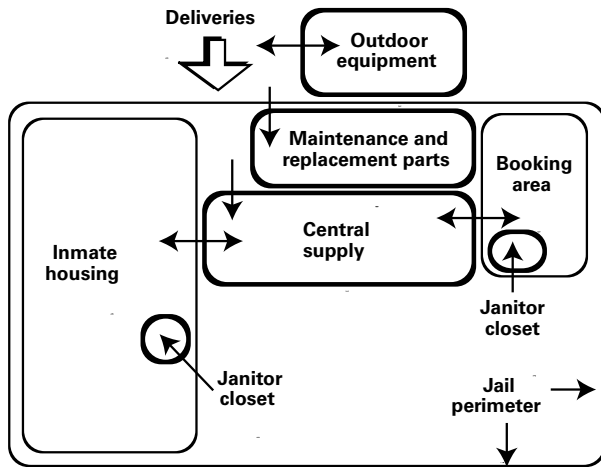 Deliveries
Outdoor
equipment
Maintenance and
replacement parts
Booking
area
Central
supply
Inmate
housing
Janitor
closet
Janitor
closet
Jail
perimeter